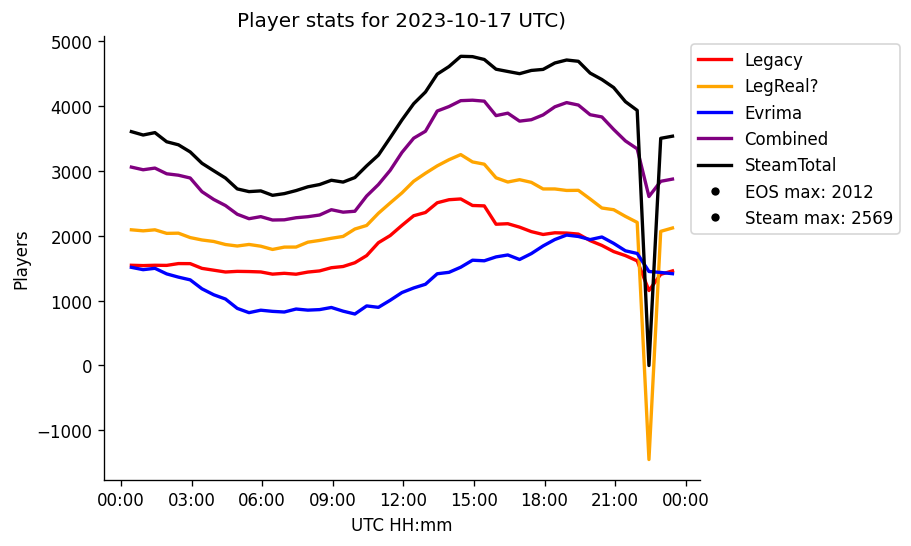 Player stats for 2023-10-17 UTC)
5000
4000
3000
2000
1000
0
−1000
Players
00:00 03:00 06:00 09:00 12:00 15:00 18:00 21:00 00:00
UTC HH:mm
Legacy
LegReal?
Evrima
Combined
SteamTotal
EOS max: 2012
Steam max: 2569